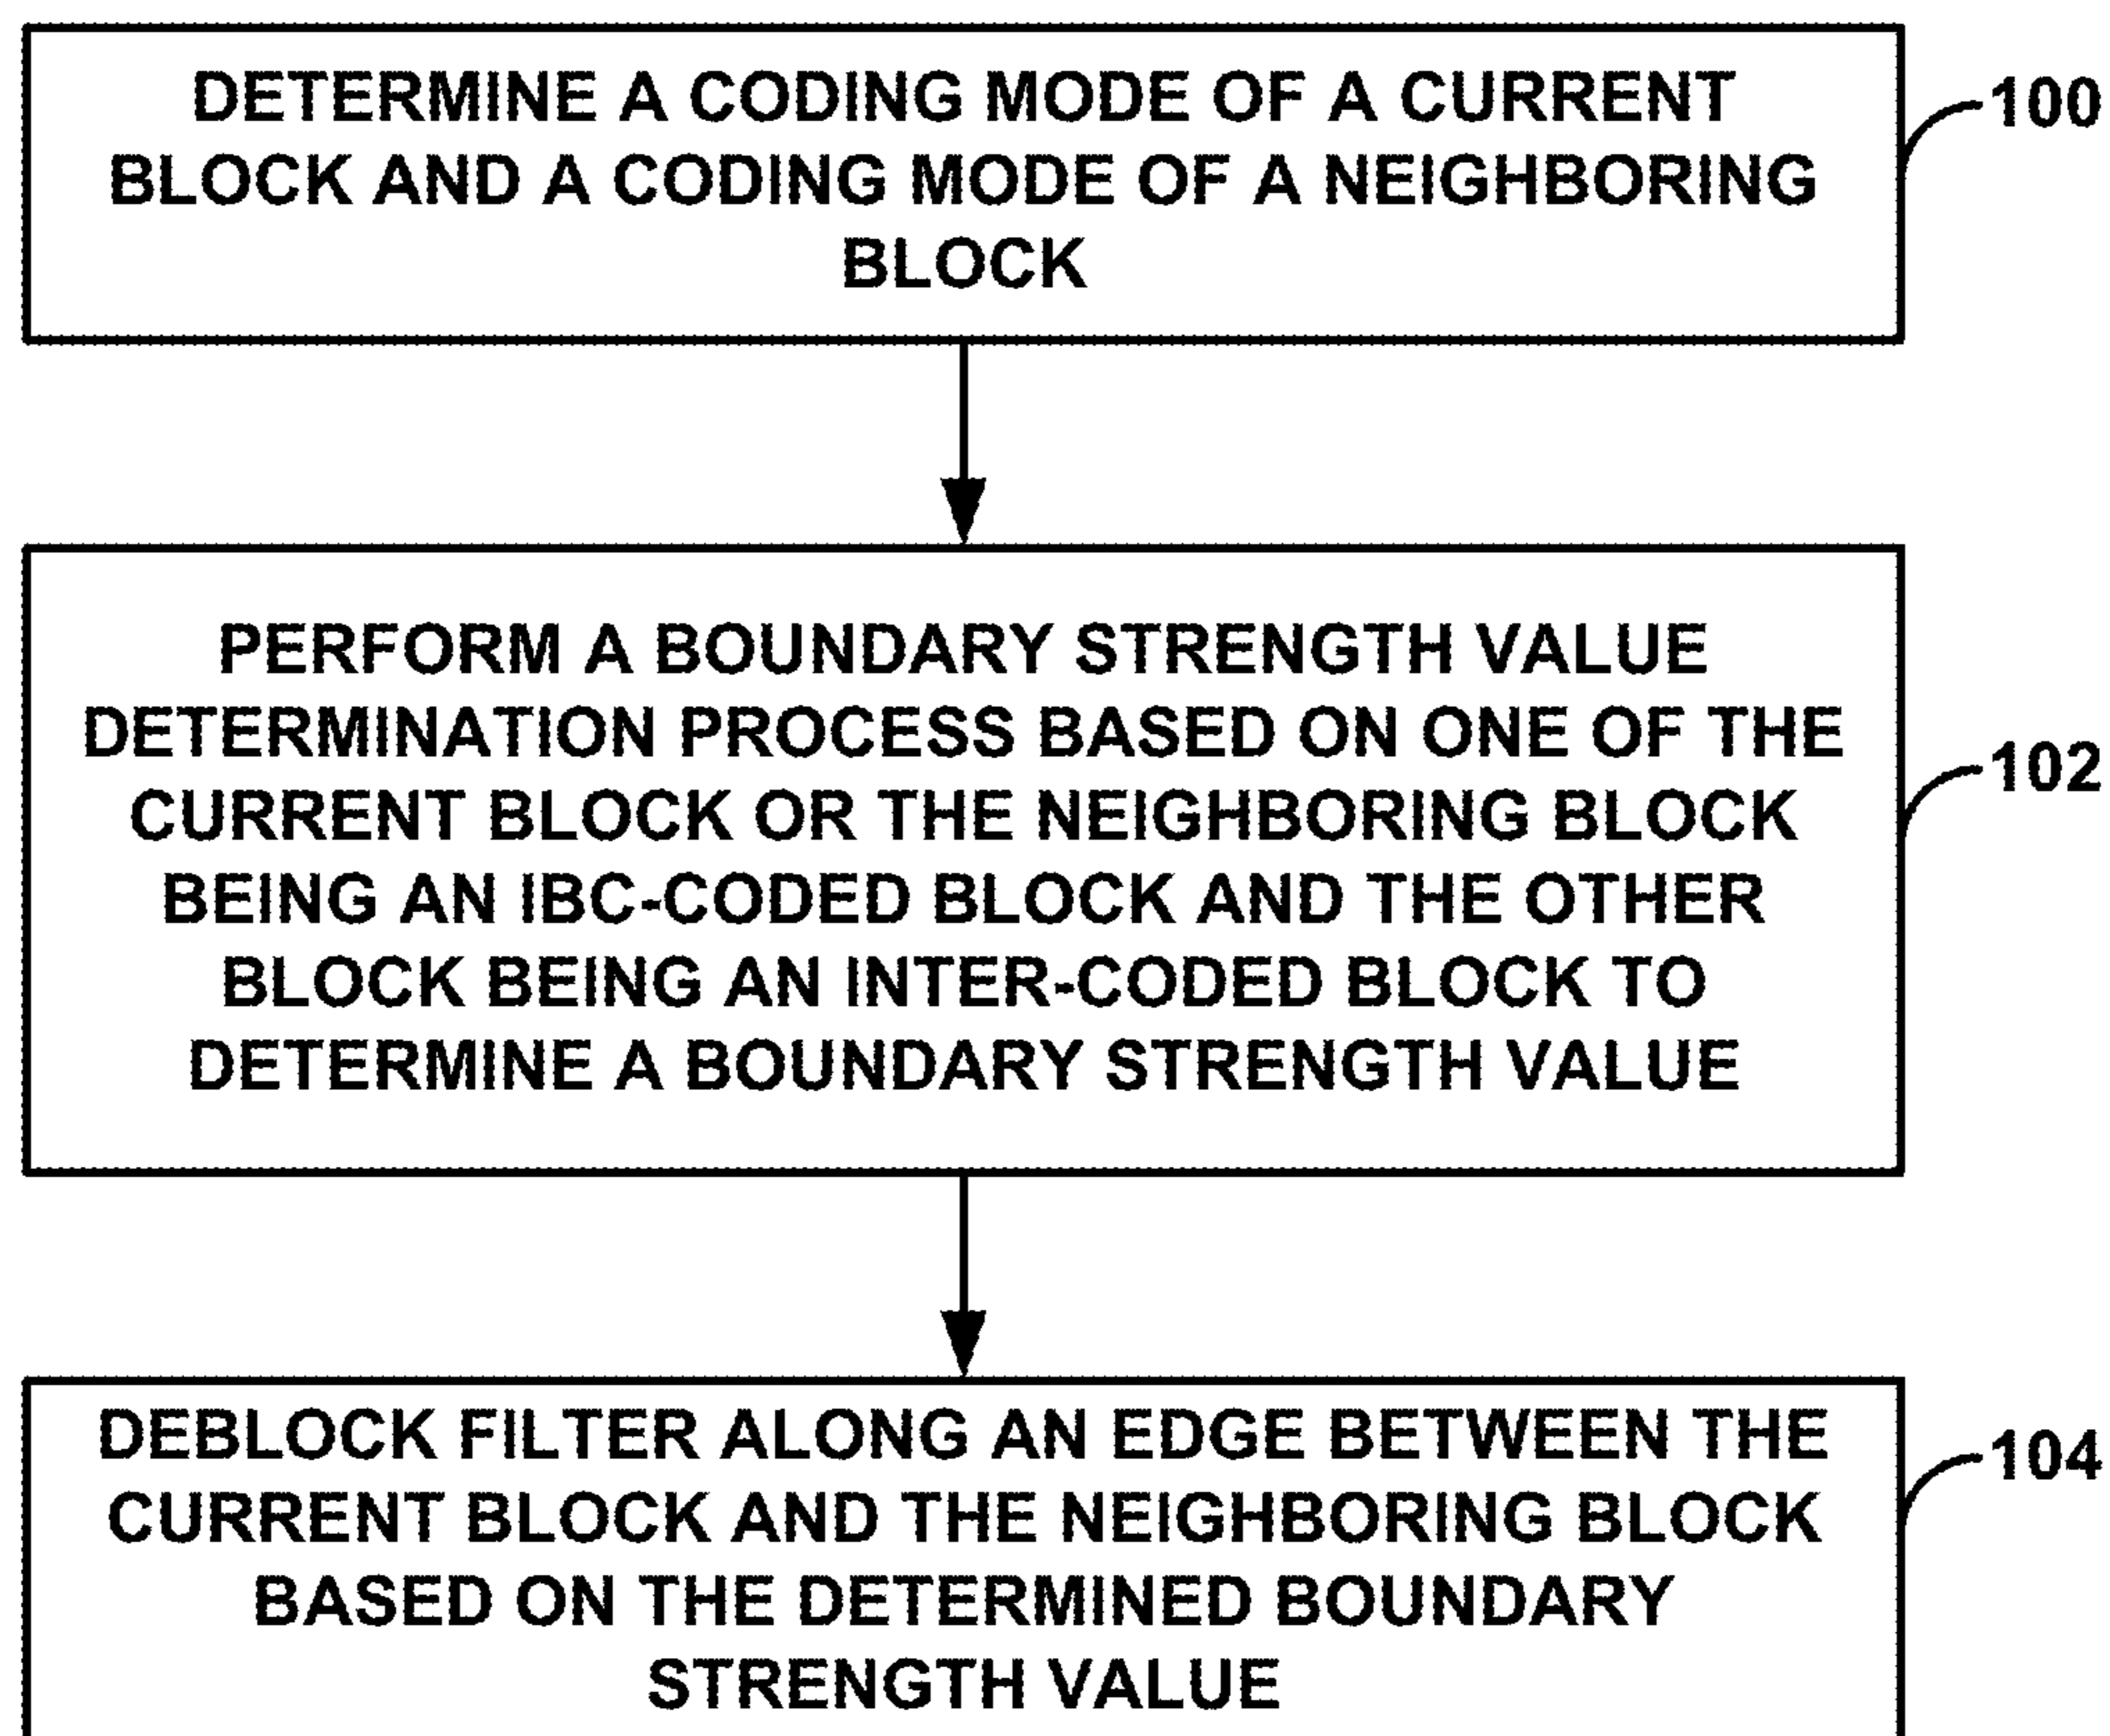 DETERMINE A CODING MODE OF A CURRENT
BLOCK AND A CODING MODE OF A NEIGHBORING
BLOCK
100
PERFORM A BOUNDARY STRENGTH VALUE
DETERMINATION PROCESS BASED ON ONE OF THE
CURRENT BLOCK OR THE NEIGHBORING BLOCK
BEING AN IBC-CODED BLOCK AND THE OTHER
BLOCK BEING AN INTER-CODED BLOCK TO
DETERMINE A BOUNDARY STRENGTH VALUE
102
DEBLOCK FILTER ALONG AN EDGE BETWEEN THE
CURRENT BLOCK AND THE NEIGHBORING BLOCK
BASED ON THE DETERMINED BOUNDARY
STRENGTH VALUE
104